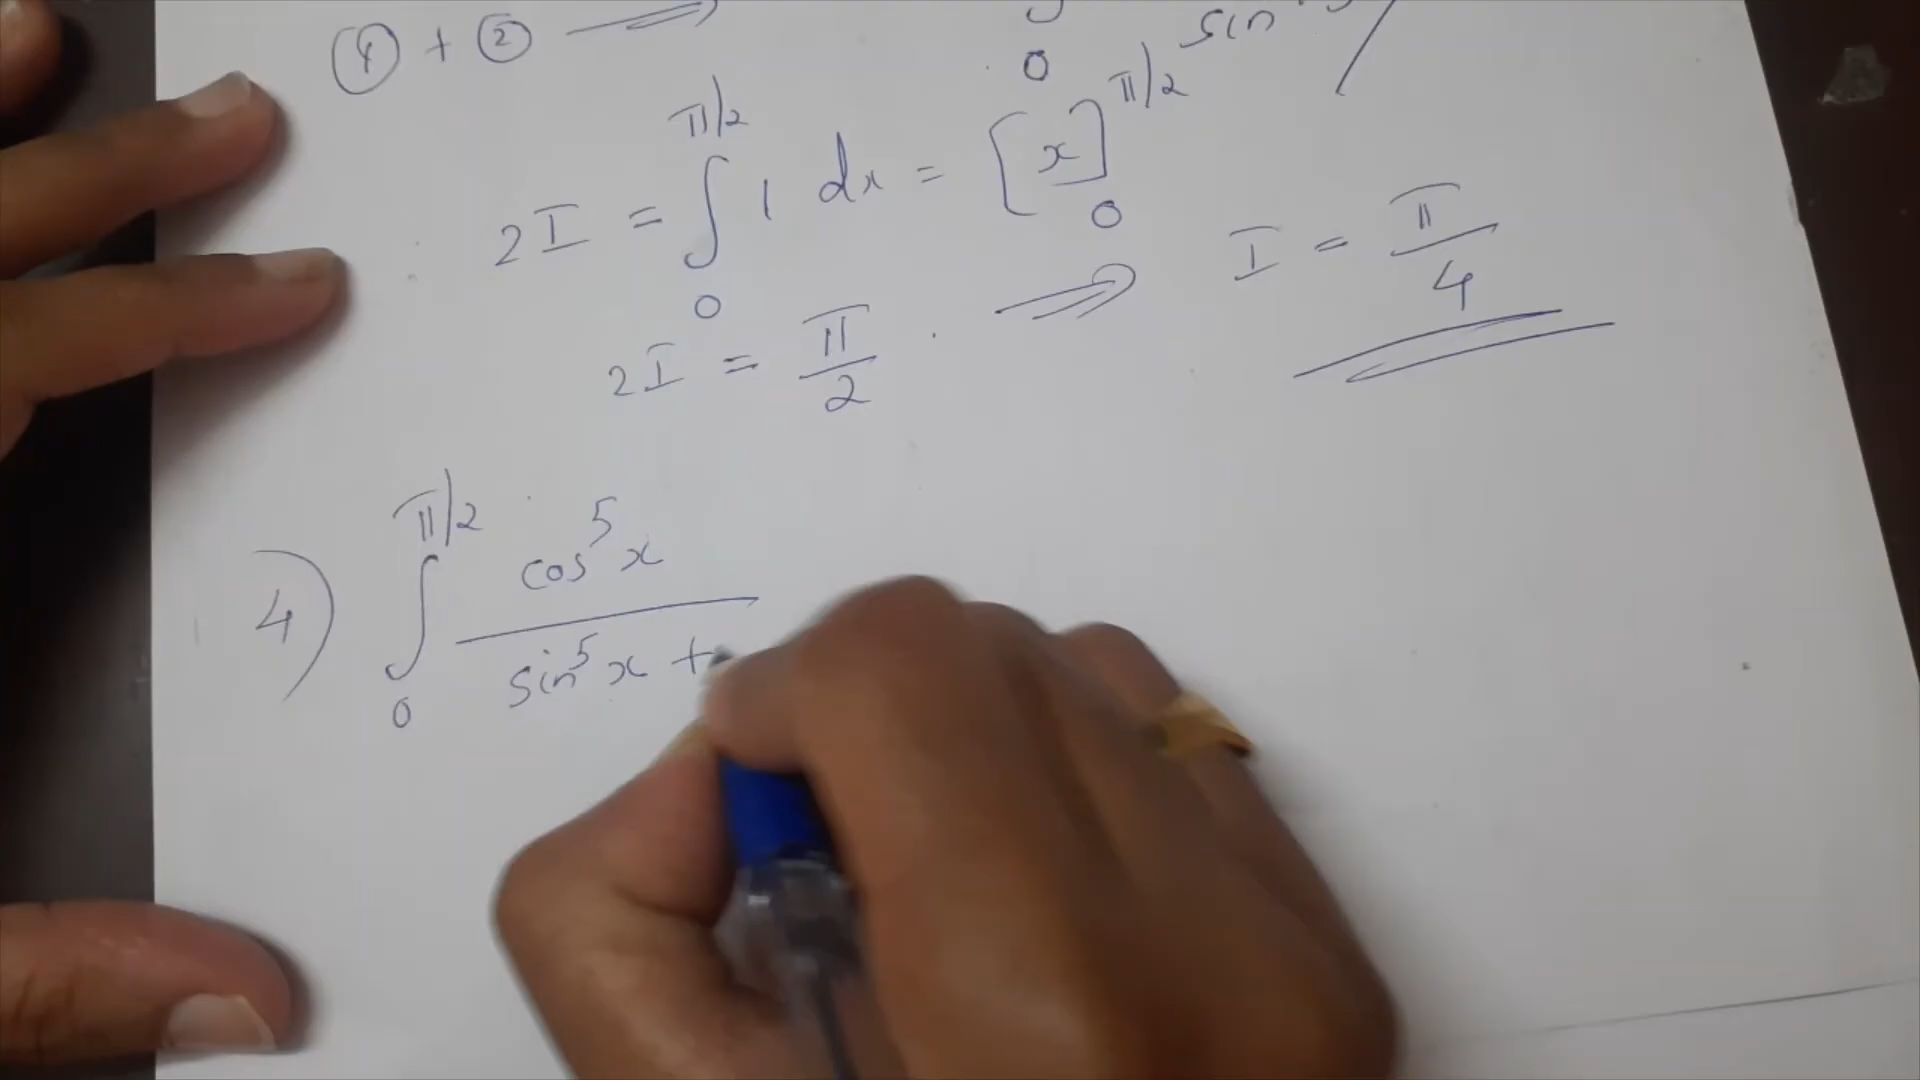 ① + ② ⟹ ∫₀ sin
2I = ∫₀^{π/2} 1 dx = [x]₀^{π/2}
2I = π/2 . ⟹ I = π/4
4) ∫₀^{π/2} cos⁵x / sin⁵x +